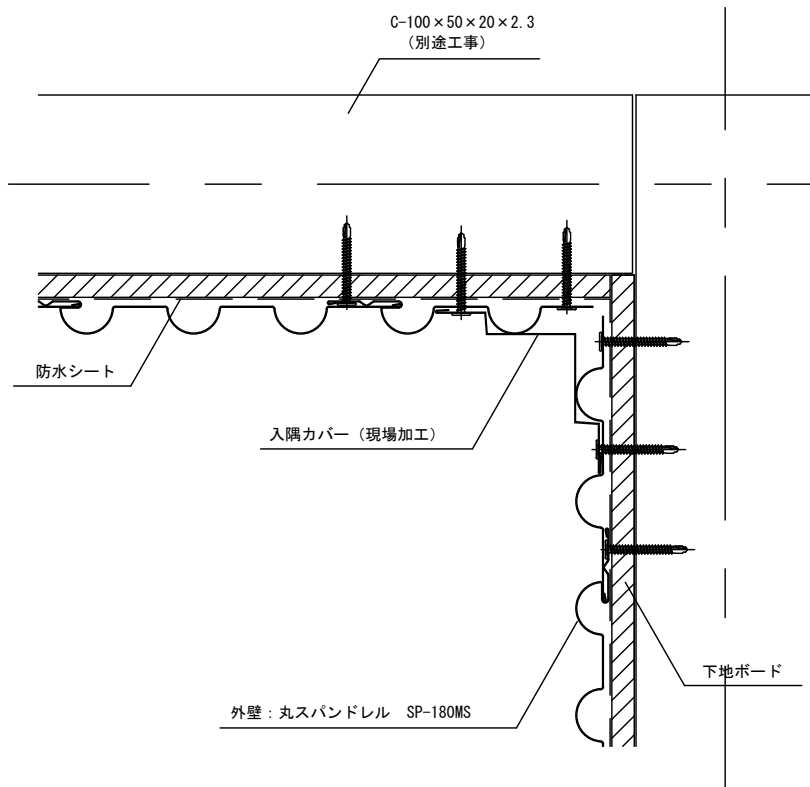 C-100×50×20×2.3
(別途工事)
防水シート
入隅カバー(現場加工)
下地ボード
外壁:丸スパンドレル SP-180MS